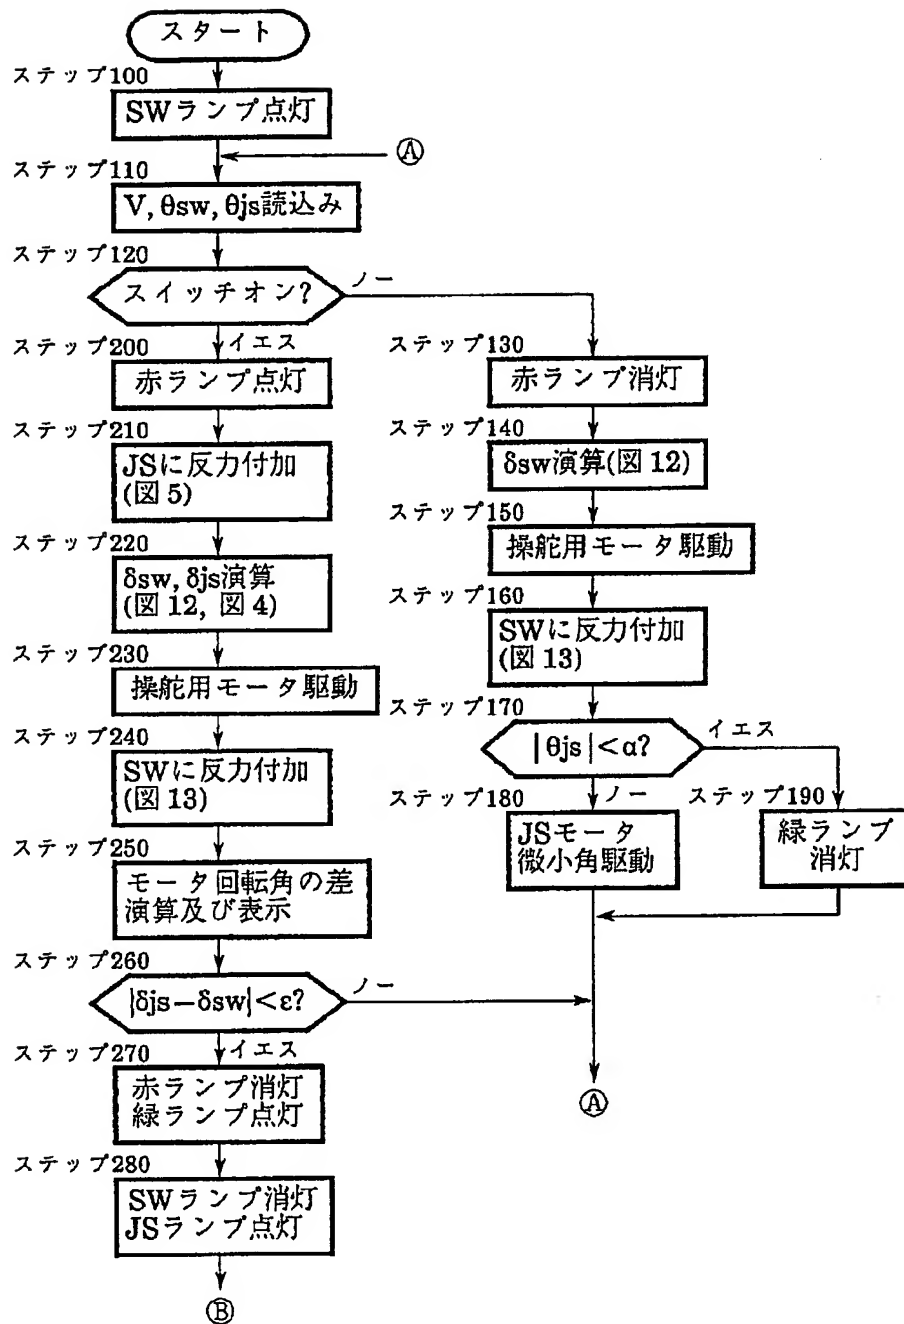 スタート
ステップ100
SWランプ点灯
Ⓐ
ステップ110
V, θsw, θjs読込み
ステップ120
スイッチオン?
ノー
イエス
ステップ200
赤ランプ点灯
ステップ210
JSに反力付加
(図5)
ステップ220
δsw, δjs演算
(図12, 図4)
ステップ230
操舵用モータ駆動
ステップ240
SWに反力付加
(図13)
ステップ250
モータ回転角の差
演算及び表示
ステップ260
|δjs−δsw|<ε?
ノー
イエス
ステップ270
赤ランプ消灯
緑ランプ点灯
ステップ280
SWランプ消灯
JSランプ点灯
Ⓑ
ステップ130
赤ランプ消灯
ステップ140
δsw演算(図12)
ステップ150
操舵用モータ駆動
ステップ160
SWに反力付加
(図13)
ステップ170
|θjs|<α?
イエス
ノー
ステップ180
JSモータ
微小角駆動
ステップ190
緑ランプ
消灯
Ⓐ